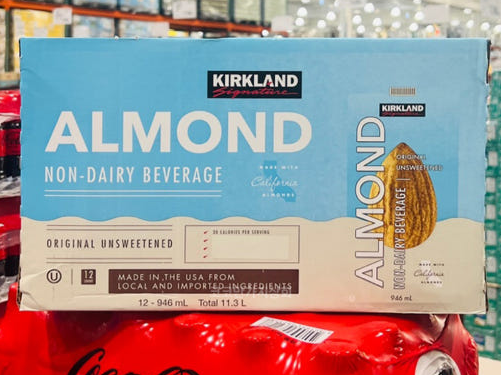 KIRKLAND
Signature
ALMOND
NON-DAIRY BEVERAGE
MADE WITH
California
ALMONDS
ORIGINAL UNSWEETENED
30 CALORIES PER SERVING
U
12
MADE IN THE USA FROM
LOCAL AND IMPORTED INGREDIENTS
12 - 946 mL Total 11.3 L
KIRKLAND
Signature
ORIGINAL
UNSWEETENED
ALMOND
NON-DAIRY BEVERAGE
MADE WITH
California
ALMONDS
946 mL